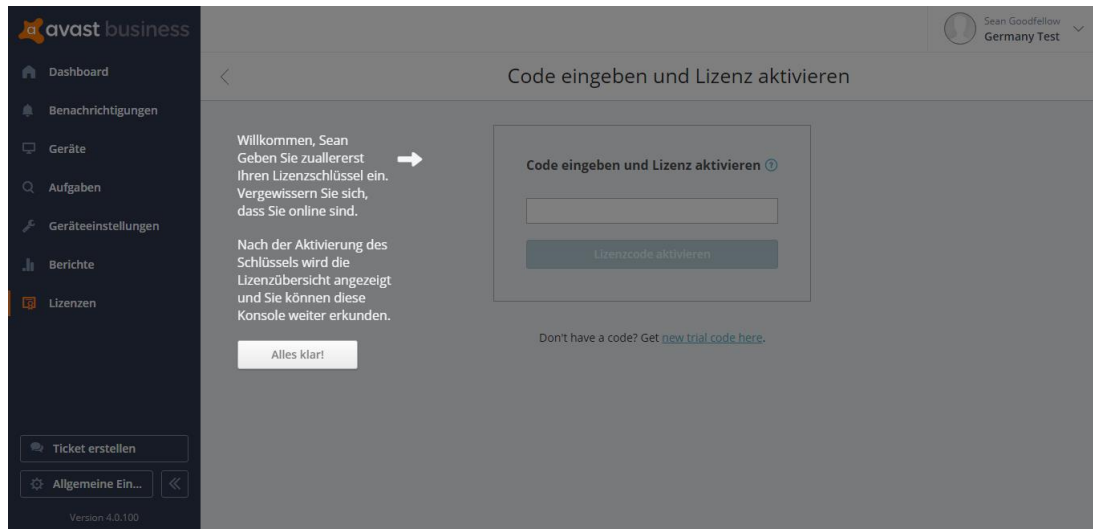 avast business
Sean Goodfellow
Germany Test
Dashboard
Benachrichtigungen
Geräte
Aufgaben
Geräteeinstellungen
Berichte
Lizenzen
Ticket erstellen
Allgemeine Ein...
Version 4.0.100
Code eingeben und Lizenz aktivieren
Willkommen, Sean
Geben Sie zuallererst
Ihren Lizenzschlüssel ein.
Vergewissern Sie sich,
dass Sie online sind.
Nach der Aktivierung des
Schlüssels wird die
Lizenzübersicht angezeigt
und Sie können diese
Konsole weiter erkunden.
Alles klar!
Code eingeben und Lizenz aktivieren
Lizenzcode aktivieren
Don't have a code? Get new trial code here.